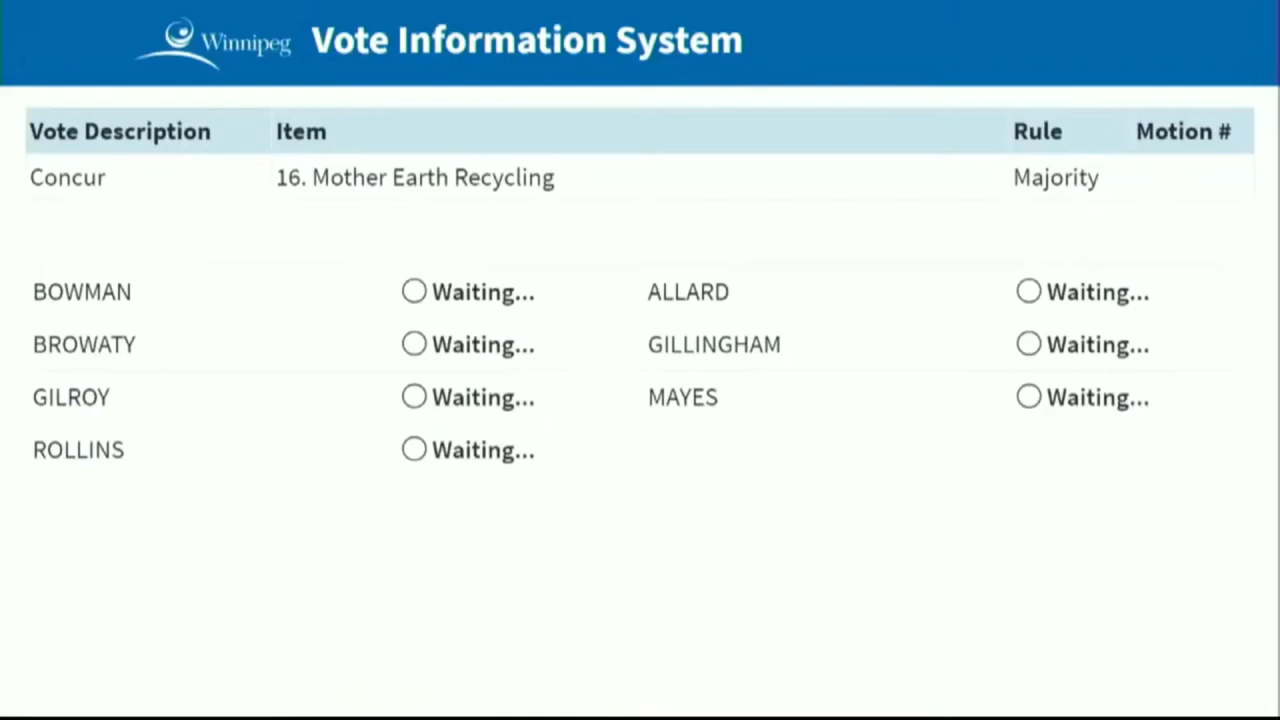 Winnipeg Vote Information System
Vote Description Item Rule Motion #
Concur 16. Mother Earth Recycling Majority
BOWMAN Waiting... ALLARD Waiting...
BROWATY Waiting... GILLINGHAM Waiting...
GILROY Waiting... MAYES Waiting...
ROLLINS Waiting...